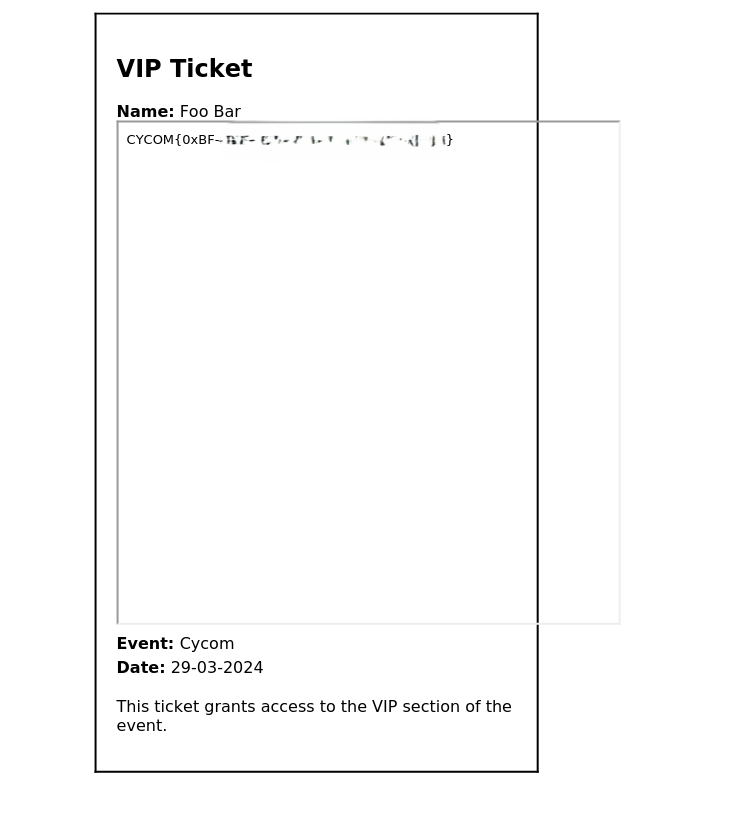 VIP Ticket
Name: Foo Bar
CYCOM{0xBF-
Event: Cycom
Date: 29-03-2024
This ticket grants access to the VIP section of the
event.